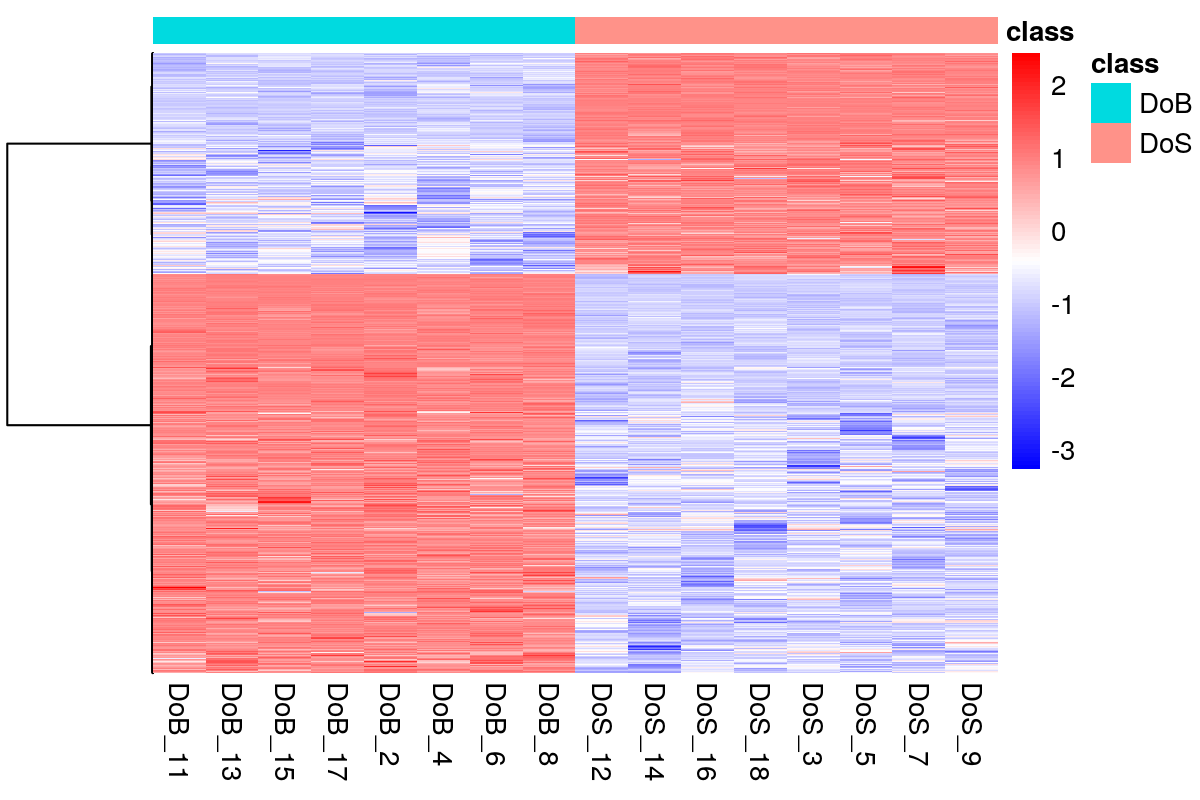 class
2
1
0
-1
-2
-3
class
DoB
DoS
DoB_11
DoB_13
DoB_15
DoB_17
DoB_2
DoB_4
DoB_6
DoB_8
DoS_12
DoS_14
DoS_16
DoS_18
DoS_3
DoS_5
DoS_7
DoS_9